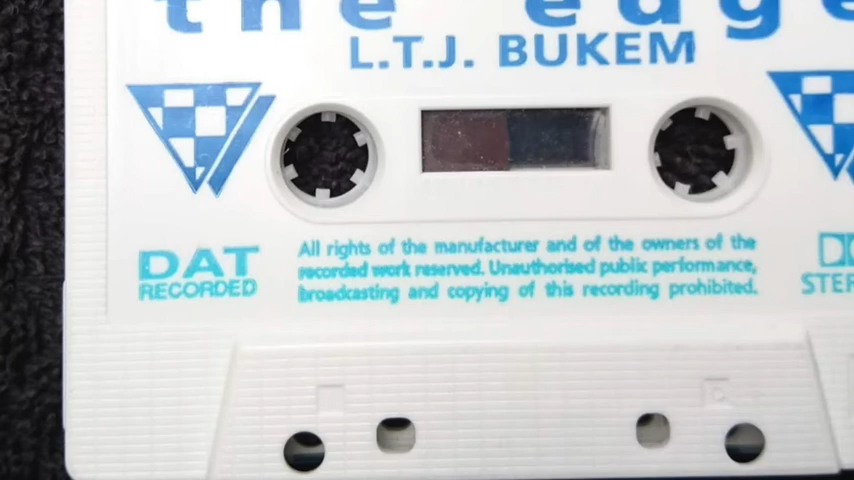 the edge
L.T.J. BUKEM
DAT
RECORDED
All rights of the manufacturer and of the owners of the
recorded work reserved. Unauthorised public performance,
broadcasting and copying of this recording prohibited.
STER